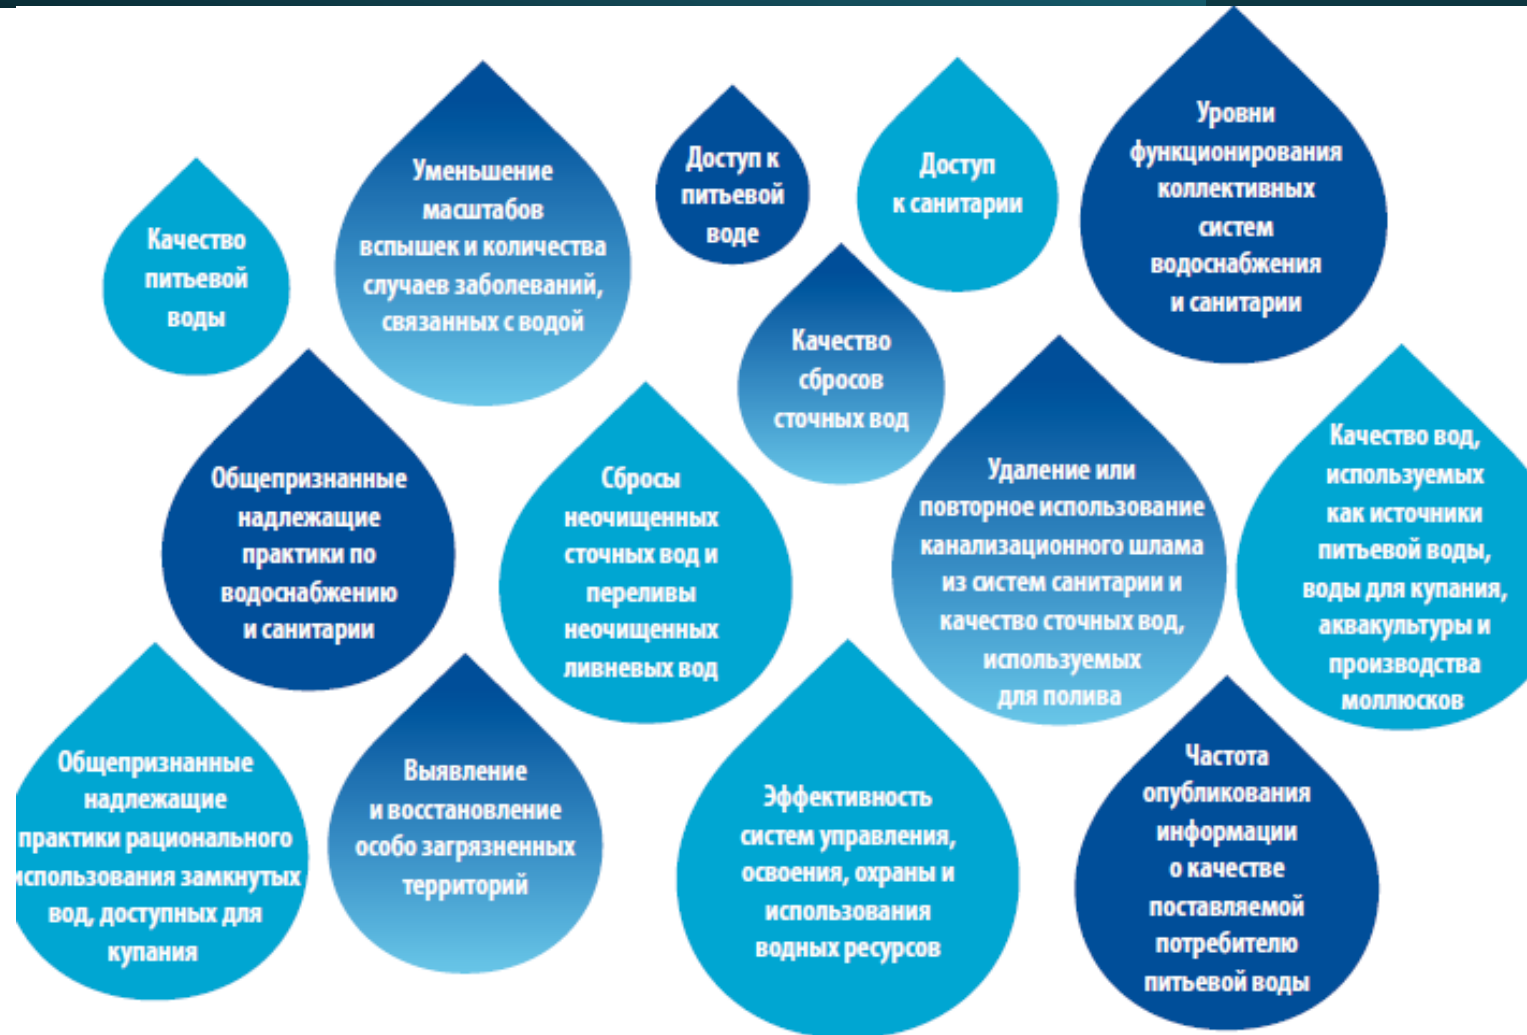 Качество
питьевой
воды
Уменьшение
масштабов
вспышек и количества
случаев заболеваний,
связанных с водой
Доступ к
питьевой
воде
Доступ
к санитарии
Уровни
функционирования
коллективных
систем
водоснабжения
и санитарии
Общепризнанные
надлежащие
практики по
водоснабжению
и санитарии
Сбросы
неочищенных
сточных вод и
переливы
неочищенных
ливневых вод
Качество
сбросов
сточных вод
Удаление или
повторное использование
канализационного шлама
из систем санитарии и
качество сточных вод,
используемых
для полива
Качество вод,
используемых
как источники
питьевой воды,
воды для купания,
аквакультуры и
производства
моллюсков
Общепризнанные
надлежащие
практики рационального
использования замкнутых
вод, доступных для
купания
Выявление
и восстановление
особо загрязненных
территорий
Эффективность
систем управления,
освоения, охраны и
использования
водных ресурсов
Частота
опубликования
информации
о качестве
поставляемой
потребителю
питьевой воды